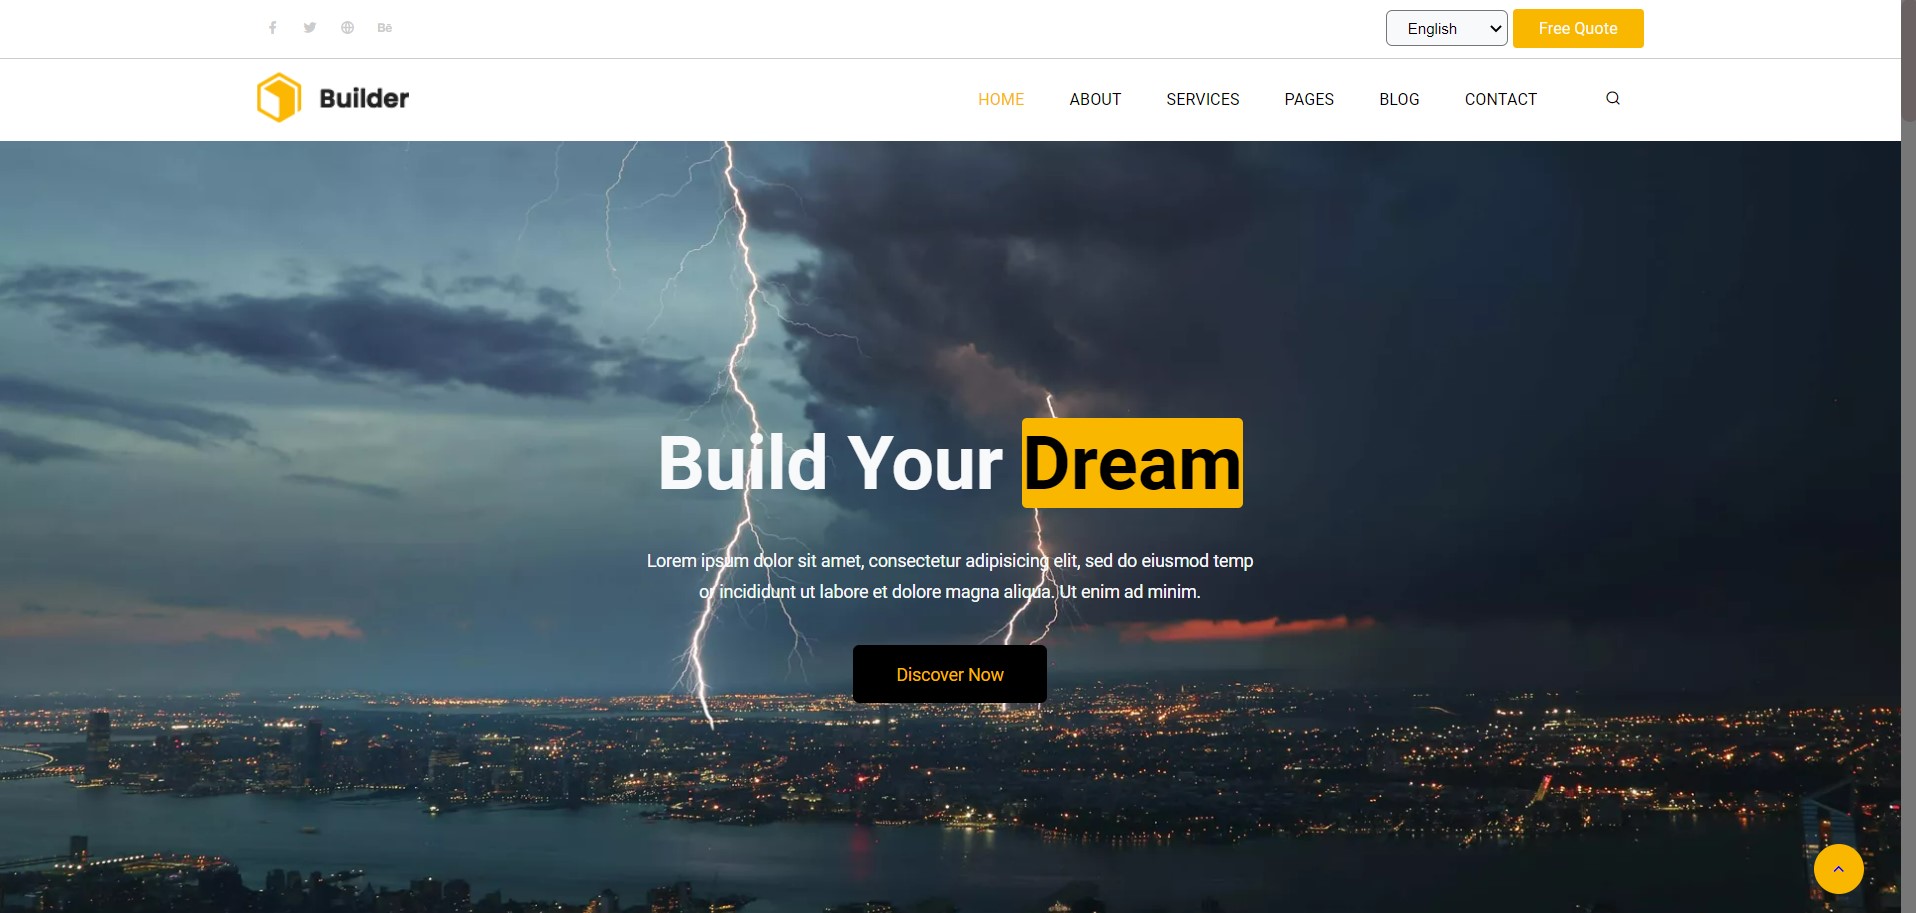 Bē
English
Free Quote
Builder
HOME
ABOUT
SERVICES
PAGES
BLOG
CONTACT
Build Your Dream
Lorem ipsum dolor sit amet, consectetur adipisicing elit, sed do eiusmod temp
or incididunt ut labore et dolore magna aliqua. Ut enim ad minim.
Discover Now